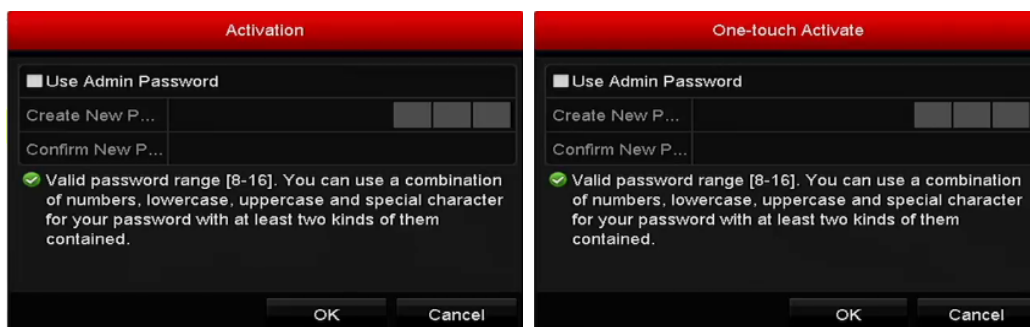 Activation
Use Admin Password
Create New P...
Confirm New P...
Valid password range [8-16]. You can use a combination
of numbers, lowercase, uppercase and special character
for your password with at least two kinds of them
contained.
OK Cancel
One-touch Activate
Use Admin Password
Create New P...
Confirm New P...
Valid password range [8-16]. You can use a combination
of numbers, lowercase, uppercase and special character
for your password with at least two kinds of them
contained.
OK Cancel